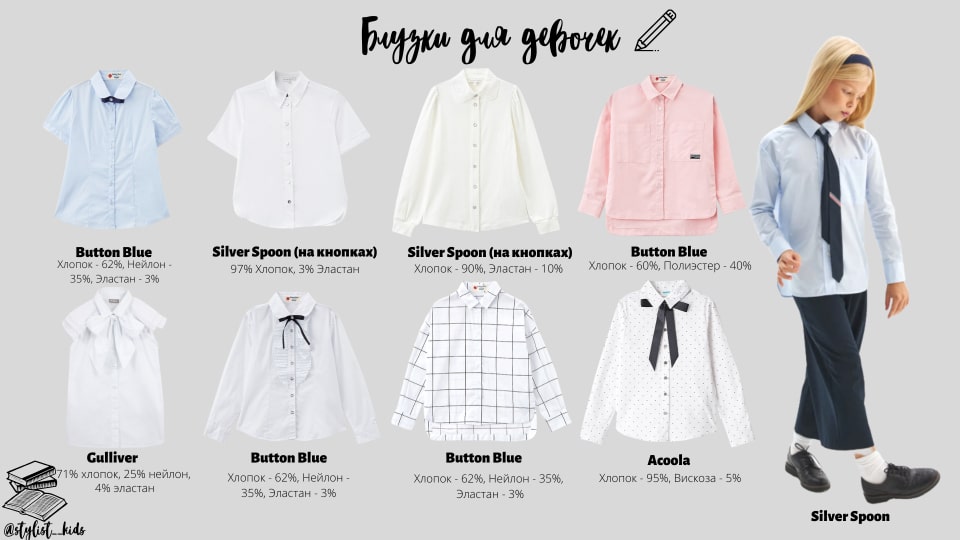 Блузки для девочек
Button Blue
Хлопок - 62%, Нейлон -
35%, Эластан - 3%
Silver Spoon (на кнопках)
97% Хлопок, 3% Эластан
Silver Spoon (на кнопках)
Хлопок - 90%, Эластан - 10%
Button Blue
Хлопок - 60%, Полиэстер - 40%
Gulliver
71% хлопок, 25% нейлон,
4% эластан
Button Blue
Хлопок - 62%, Нейлон -
35%, Эластан - 3%
Button Blue
Хлопок - 62%, Нейлон - 35%,
Эластан - 3%
Acoola
Хлопок - 95%, Вискоза - 5%
Silver Spoon
@stylist__kids